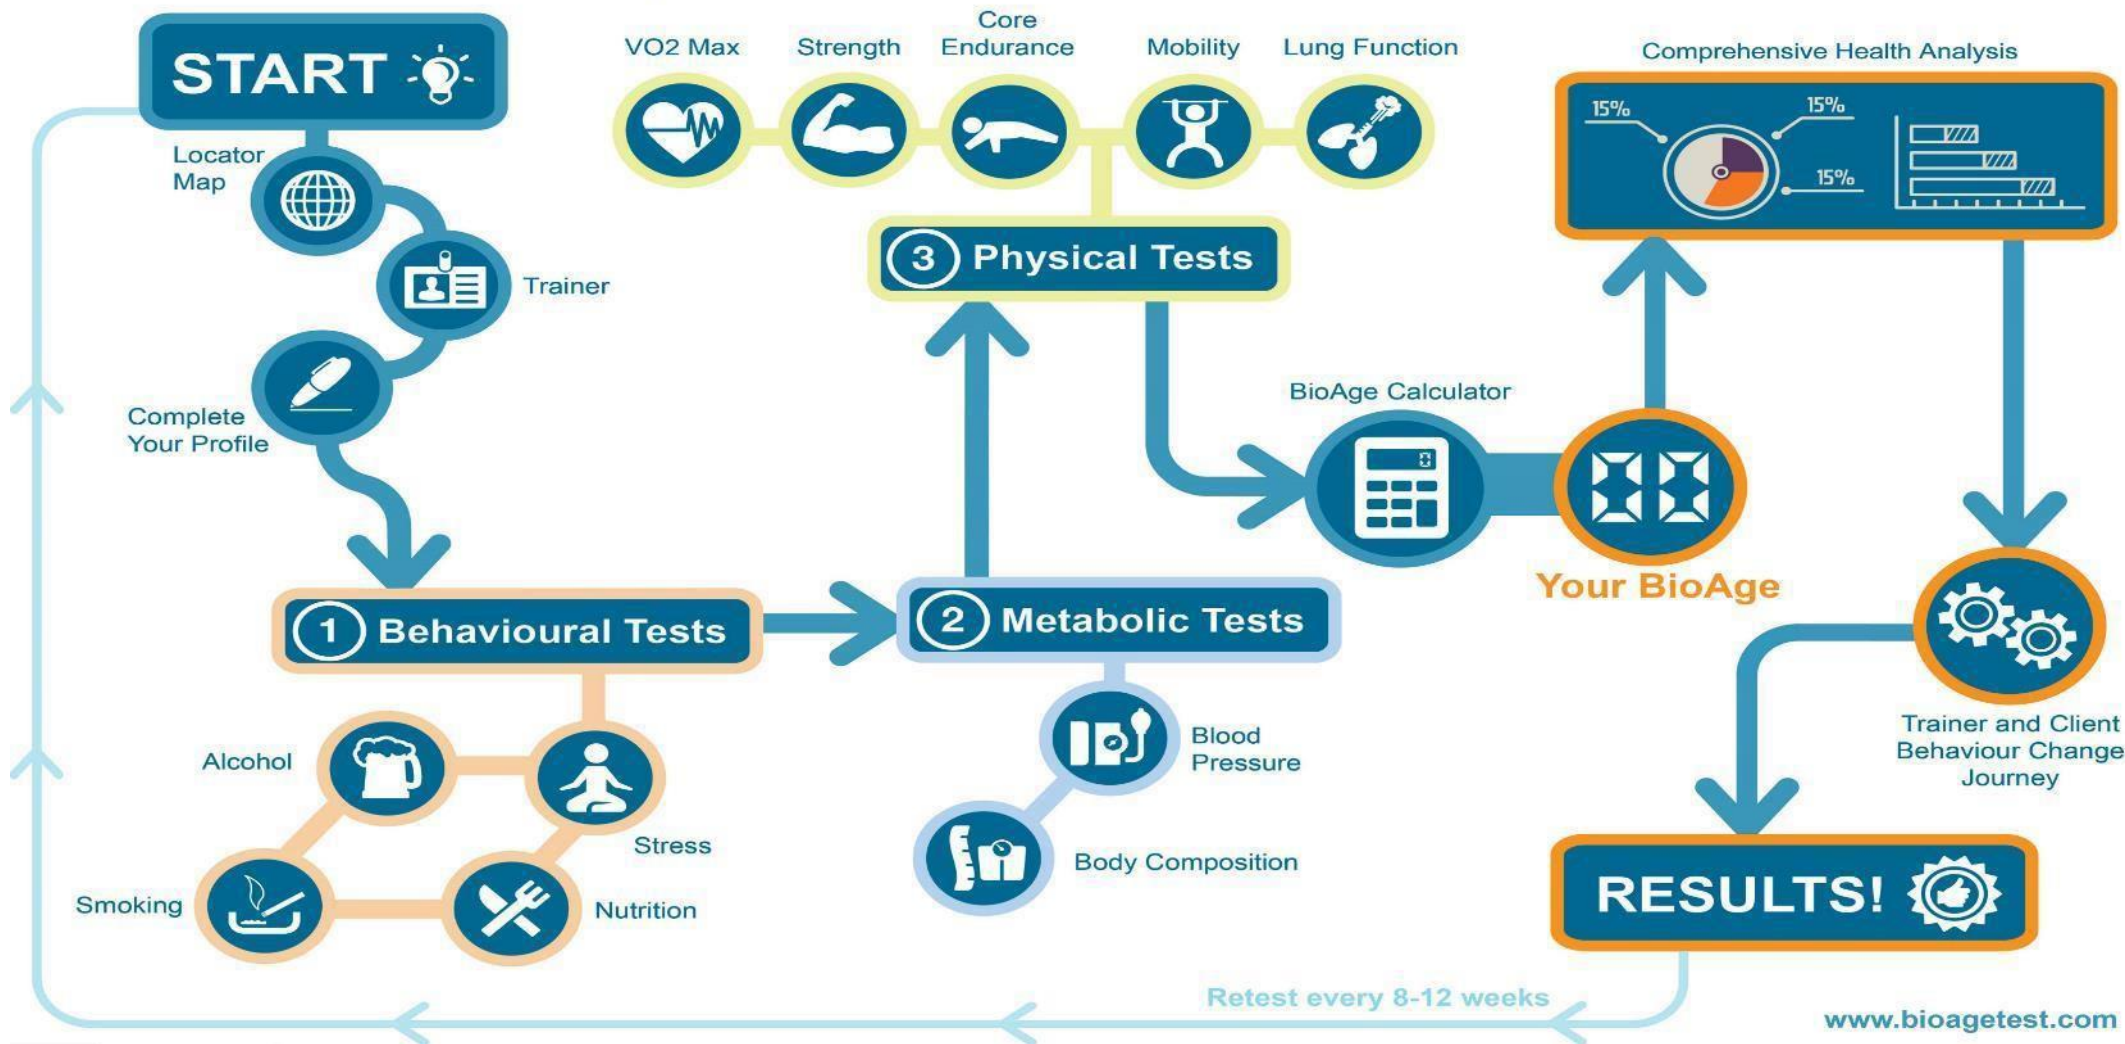 START
Locator
Map
Trainer
Complete
Your Profile
1 Behavioural Tests
Alcohol
Stress
Smoking
Nutrition
2 Metabolic Tests
Blood
Pressure
Body Composition
3 Physical Tests
VO2 Max
Strength
Core
Endurance
Mobility
Lung Function
BioAge Calculator
0
88
Your BioAge
Comprehensive Health Analysis
15%
15%
15%
Trainer and Client
Behaviour Change
Journey
RESULTS!
Retest every 8-12 weeks
www.bioagetest.com